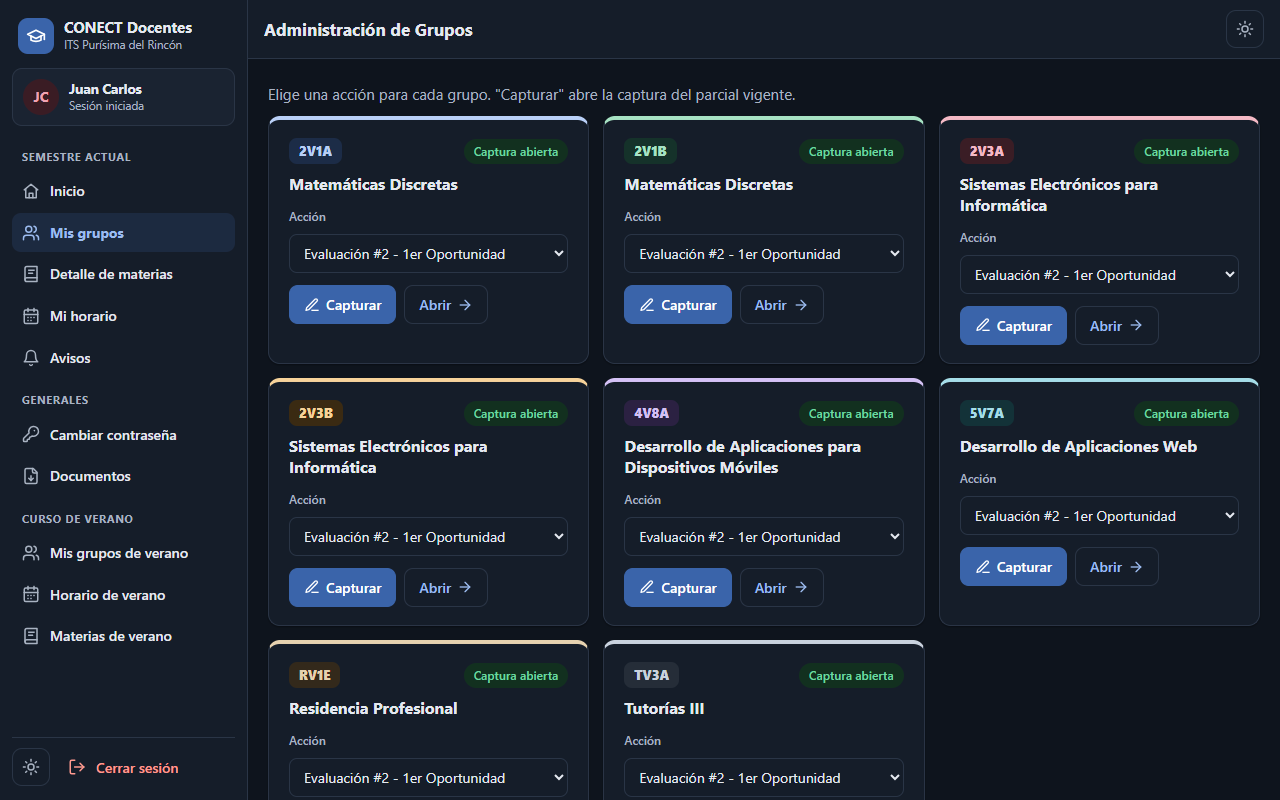 CONECT Docentes
ITS Purísima del Rincón
JC
Juan Carlos
Sesión iniciada
SEMESTRE ACTUAL
Inicio
Mis grupos
Detalle de materias
Mi horario
Avisos
GENERALES
Cambiar contraseña
Documentos
CURSO DE VERANO
Mis grupos de verano
Horario de verano
Materias de verano
Cerrar sesión
Administración de Grupos
Elige una acción para cada grupo. "Capturar" abre la captura del parcial vigente.
2V1A
Captura abierta
Matemáticas Discretas
Acción
Evaluación #2 - 1er Oportunidad
Capturar
Abrir
2V1B
Captura abierta
Matemáticas Discretas
Acción
Evaluación #2 - 1er Oportunidad
Capturar
Abrir
2V3A
Captura abierta
Sistemas Electrónicos para
Informática
Acción
Evaluación #2 - 1er Oportunidad
Capturar
Abrir
2V3B
Captura abierta
Sistemas Electrónicos para
Informática
Acción
Evaluación #2 - 1er Oportunidad
Capturar
Abrir
4V8A
Captura abierta
Desarrollo de Aplicaciones para
Dispositivos Móviles
Acción
Evaluación #2 - 1er Oportunidad
Capturar
Abrir
5V7A
Captura abierta
Desarrollo de Aplicaciones Web
Acción
Evaluación #2 - 1er Oportunidad
Capturar
Abrir
RV1E
Captura abierta
Residencia Profesional
Acción
Evaluación #2 - 1er Oportunidad
TV3A
Captura abierta
Tutorías III
Acción
Evaluación #2 - 1er Oportunidad